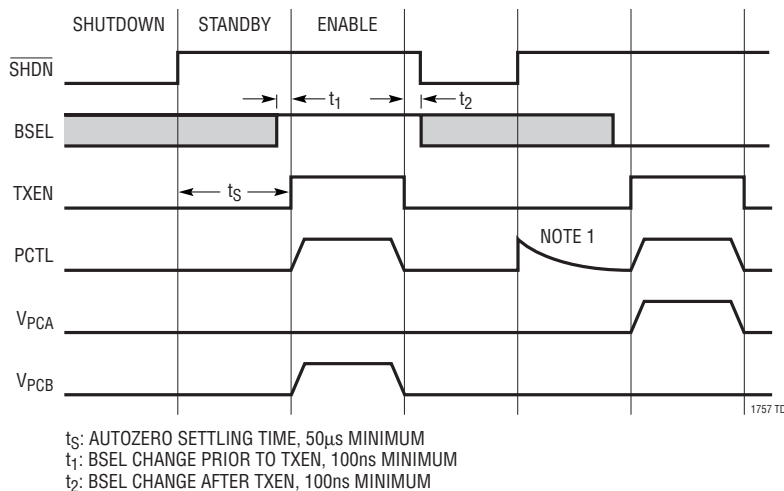 SHUTDOWN STANDBY ENABLE
SHDN
t1 t2
BSEL
TXEN
tS
PCTL
NOTE 1
VPCA
VPCB
1757 TD
tS: AUTOZERO SETTLING TIME, 50µs MINIMUM
t1: BSEL CHANGE PRIOR TO TXEN, 100ns MINIMUM
t2: BSEL CHANGE AFTER TXEN, 100ns MINIMUM